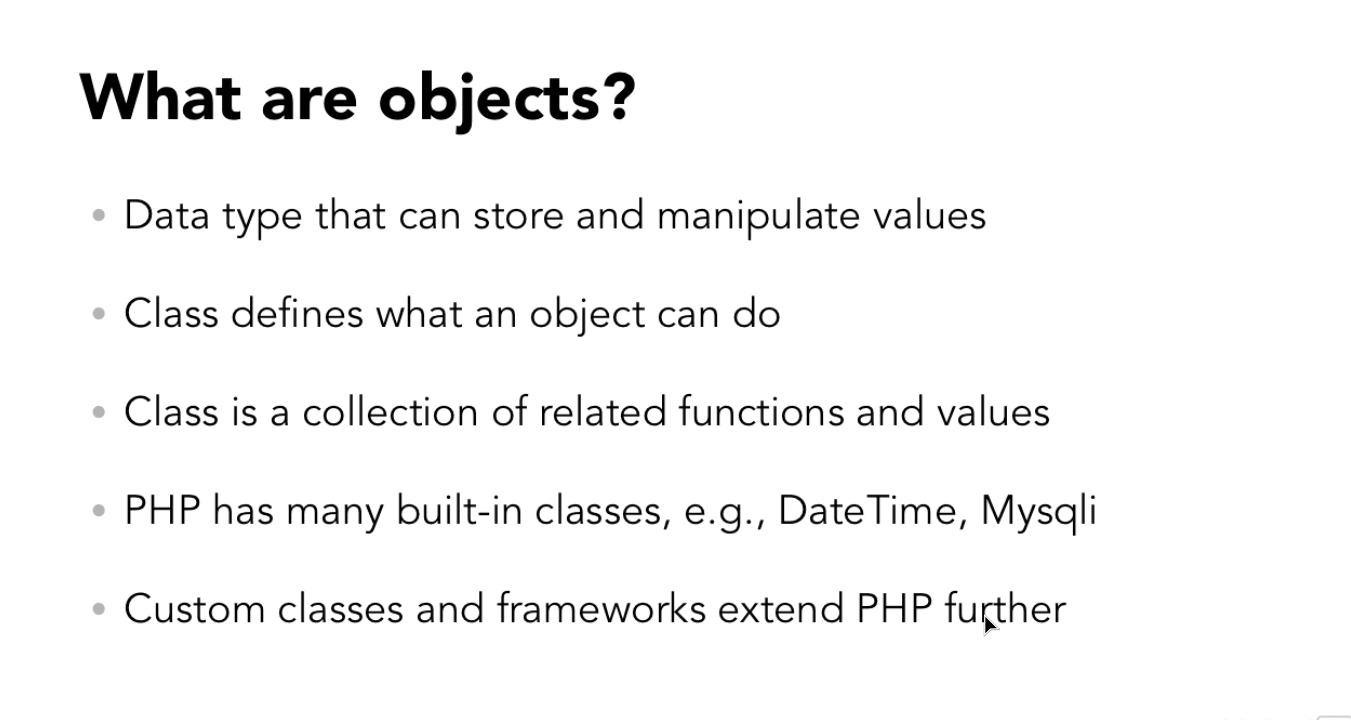 What are objects?
Data type that can store and manipulate values
Class defines what an object can do
Class is a collection of related functions and values
PHP has many built-in classes, e.g., DateTime, Mysqli
Custom classes and frameworks extend PHP further